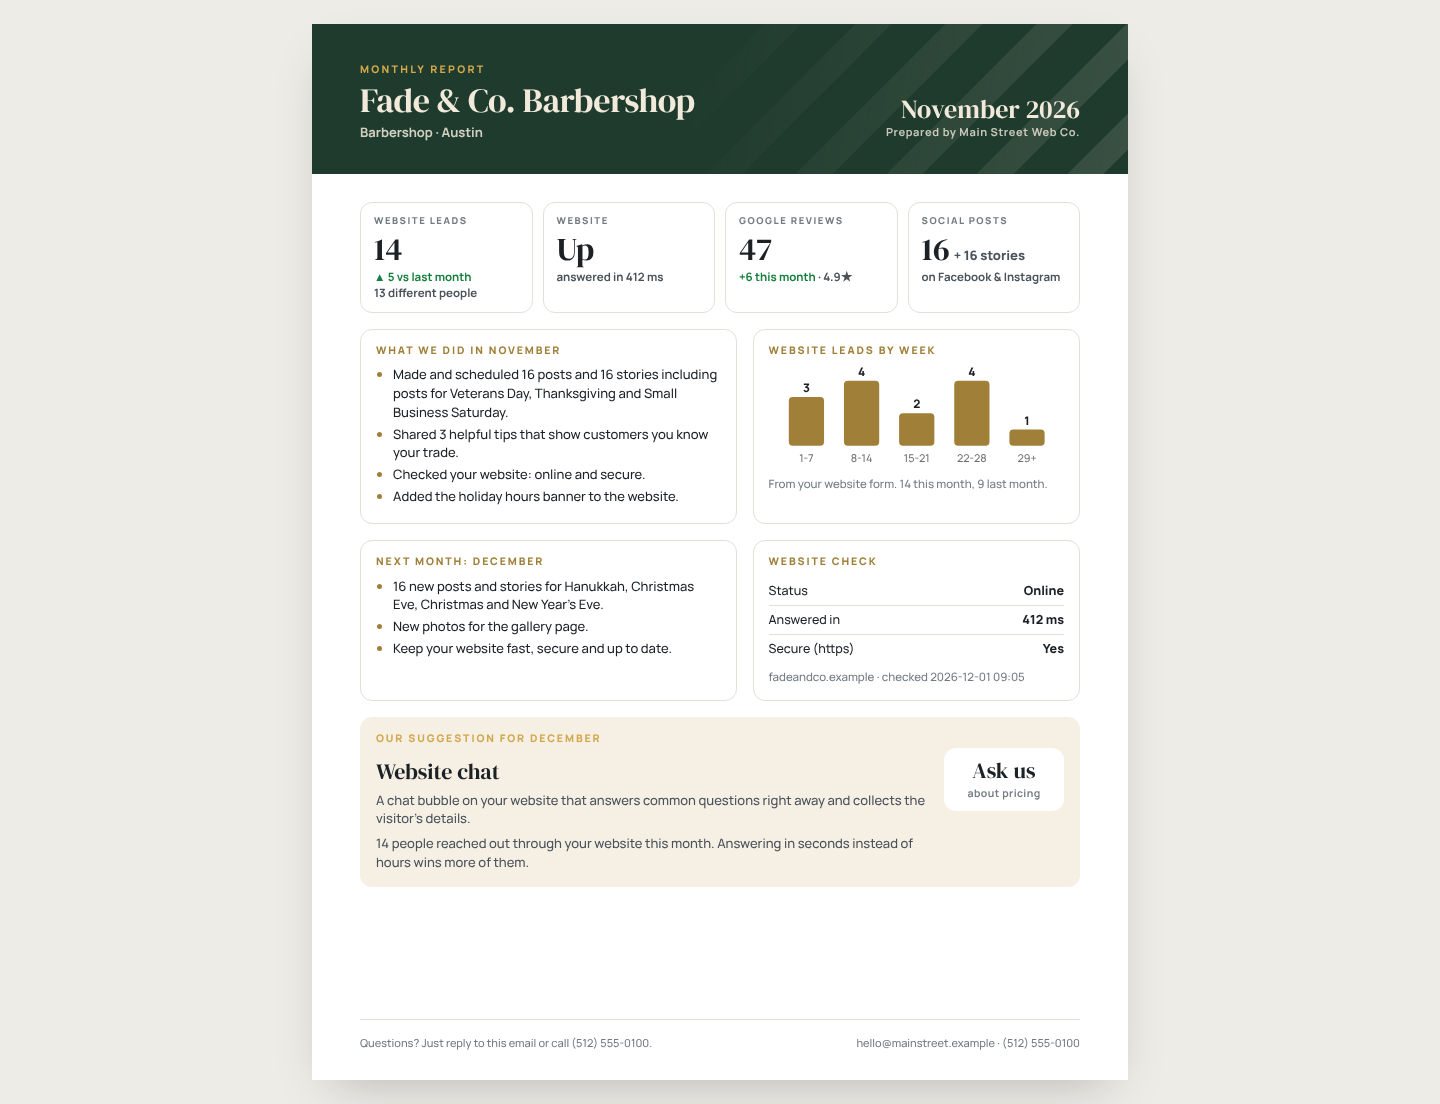 MONTHLY REPORT
Fade & Co. Barbershop
Barbershop · Austin
November 2026
Prepared by Main Street Web Co.
WEBSITE LEADS
14
▲ 5 vs last month
13 different people
WEBSITE
Up
answered in 412 ms
GOOGLE REVIEWS
47
+6 this month · 4.9★
SOCIAL POSTS
16 + 16 stories
on Facebook & Instagram
WHAT WE DID IN NOVEMBER
Made and scheduled 16 posts and 16 stories including
posts for Veterans Day, Thanksgiving and Small
Business Saturday.
Shared 3 helpful tips that show customers you know
your trade.
Checked your website: online and secure.
Added the holiday hours banner to the website.
WEBSITE LEADS BY WEEK
3 4 2 4 1
1-7 8-14 15-21 22-28 29+
From your website form. 14 this month, 9 last month.
NEXT MONTH: DECEMBER
16 new posts and stories for Hanukkah, Christmas
Eve, Christmas and New Year's Eve.
New photos for the gallery page.
Keep your website fast, secure and up to date.
WEBSITE CHECK
Status Online
Answered in 412 ms
Secure (https) Yes
fadeandco.example · checked 2026-12-01 09:05
OUR SUGGESTION FOR DECEMBER
Website chat
A chat bubble on your website that answers common questions right away and collects the
visitor's details.
14 people reached out through your website this month. Answering in seconds instead of
hours wins more of them.
Ask us
about pricing
Questions? Just reply to this email or call (512) 555-0100.
hello@mainstreet.example · (512) 555-0100